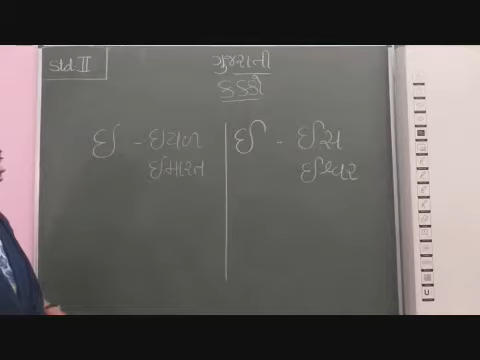 Std: II
ગુજરાતી
કક્કો
ઇ - ઇયળ
ઇમારત
ઈ - ઈસ
ઈશ્વર
U